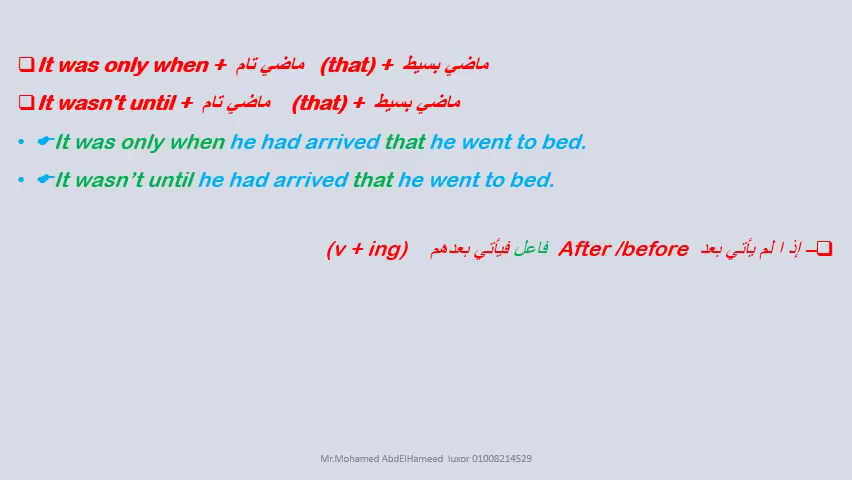 ❑It was only when + ماضي تام (that) + ماضي بسيط
❑It wasn't until + ماضي تام (that) + ماضي بسيط
• ☛It was only when he had arrived that he went to bed.
• ☛It wasn’t until he had arrived that he went to bed.
❑– إذا لم يأتي بعد After /before فاعل فيأتي بعدهم (v + ing)
Mr.Mohamed AbdElHameed luxor 01008214529